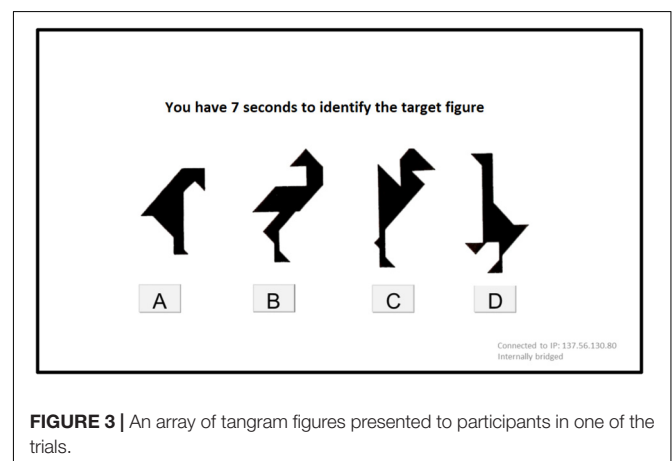 You have 7 seconds to identify the target figure
A B C D
Connected to IP: 137.56.130.80
Internally bridged
FIGURE 3 | An array of tangram figures presented to participants in one of the
trials.